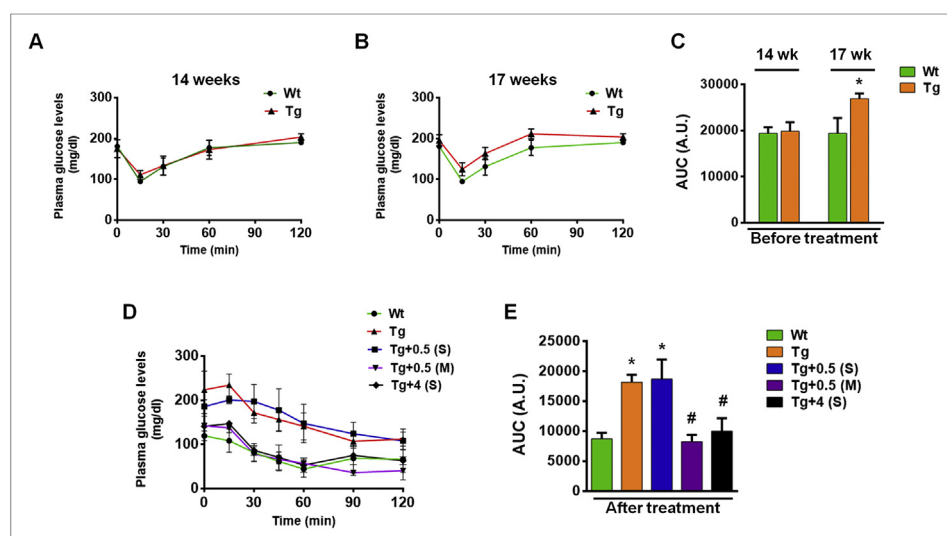 A
14 weeks
Wt
Tg
Plasma glucose levels
(mg/dl)
300
200
100
0
0 30 60 90 120
Time (min)
B
17 weeks
Wt
Tg
Plasma glucose levels
(mg/dl)
300
200
100
0
0 30 60 90 120
Time (min)
C
14 wk 17 wk
Wt
Tg
AUC (A.U.)
30000
20000
10000
0
*
Before treatment
D
Wt
Tg
Tg+0.5 (S)
Tg+0.5 (M)
Tg+4 (S)
Plasma glucose levels
(mg/dl)
300
200
100
0
0 30 60 90 120
Time (min)
E
Wt
Tg
Tg+0.5 (S)
Tg+0.5 (M)
Tg+4 (S)
AUC (A.U.)
25000
20000
15000
10000
5000
0
* * # #
After treatment